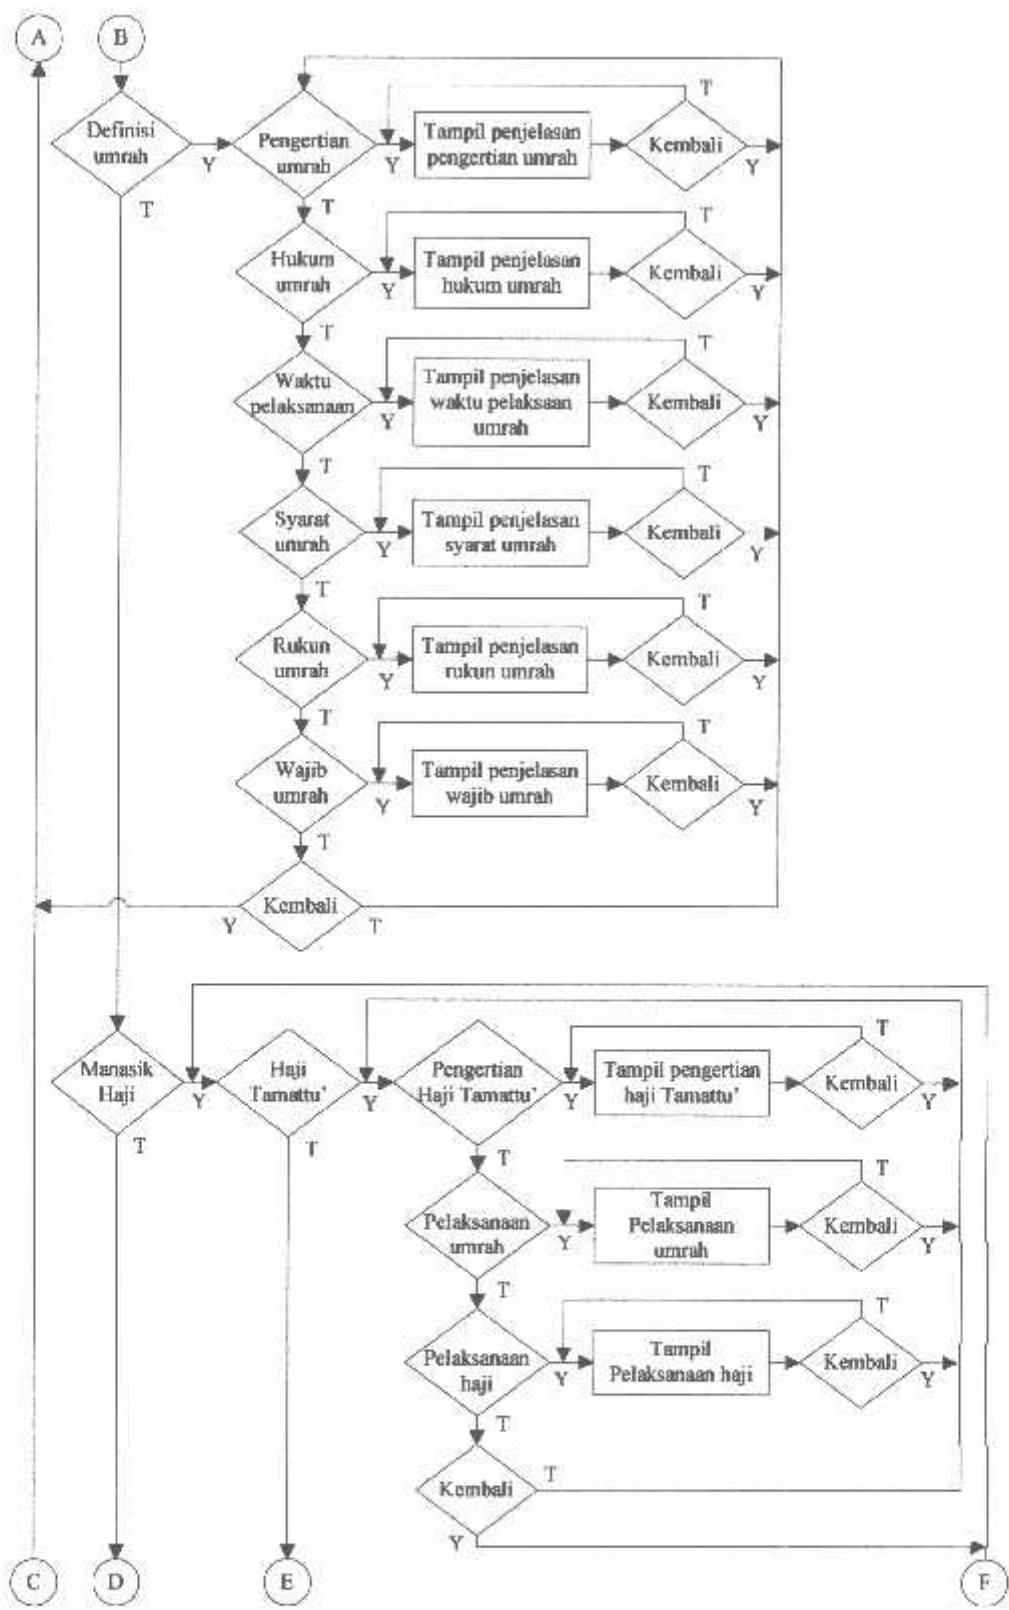 A
B
Definisi
umrah
Y
T
Pengertian
umrah
Y
T
Tampil penjelasan
pengertian umrah
Kembali
T
Y
Hukum
umrah
Y
T
Tampil penjelasan
hukum umrah
Kembali
T
Y
Waktu
pelaksanaan
Y
T
Tampil penjelasan
waktu pelaksaan
umrah
Kembali
T
Y
Syarat
umrah
Y
T
Tampil penjelasan
syarat umrah
Kembali
T
Y
Rukun
umrah
Y
T
Tampil penjelasan
rukun umrah
Kembali
T
Y
Wajib
umrah
Y
T
Tampil penjelasan
wajib umrah
Kembali
T
Y
Kembali
Y
T
Manasik
Haji
Y
T
Haji
Tamattu'
Y
T
Pengertian
Haji Tamattu'
Y
T
Tampil pengertian
haji Tamattu'
Kembali
T
Y
Pelaksanaan
umrah
Y
T
Tampil
Pelaksanaan
umrah
Kembali
T
Y
Pelaksanaan
haji
Y
T
Tampil
Pelaksanaan haji
Kembali
T
Y
Kembali
T
Y
C
D
E
F